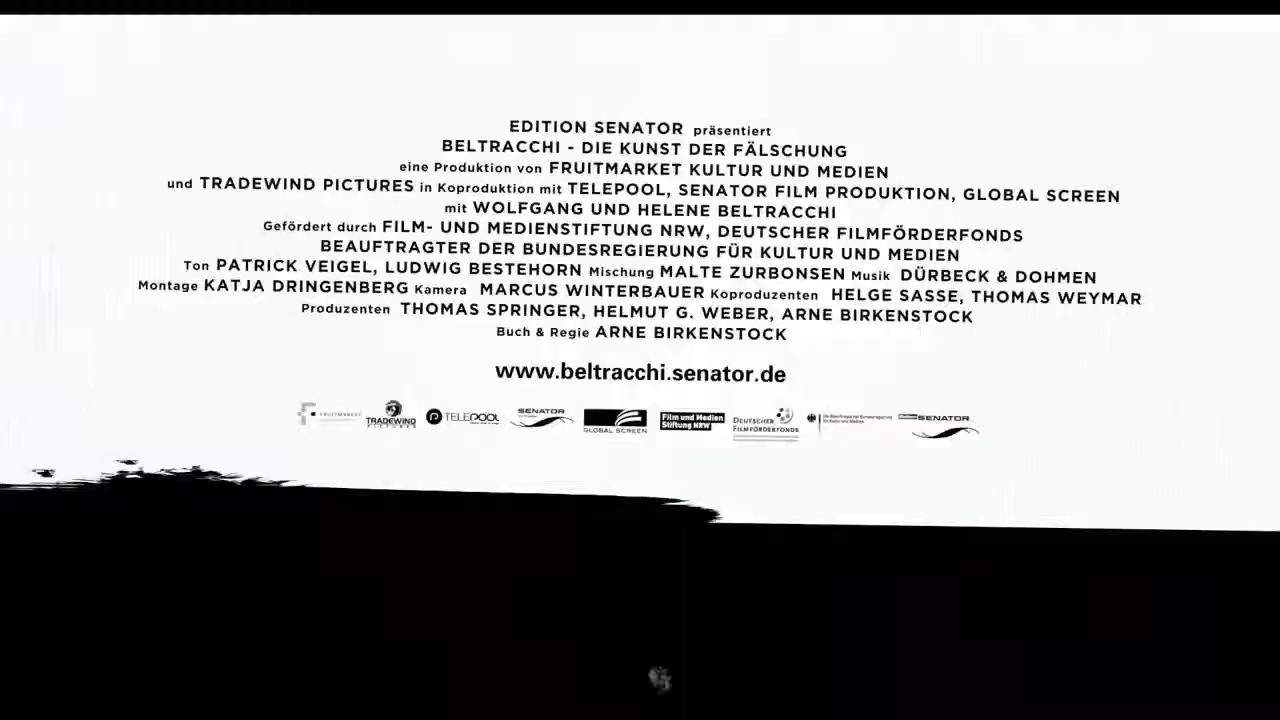 EDITION SENATOR präsentiert
BELTRACCHI - DIE KUNST DER FÄLSCHUNG
eine Produktion von FRUITMARKET KULTUR UND MEDIEN
und TRADEWIND PICTURES in Koproduktion mit TELEPOOL, SENATOR FILM PRODUKTION, GLOBAL SCREEN
mit WOLFGANG UND HELENE BELTRACCHI
Gefördert durch FILM- UND MEDIENSTIFTUNG NRW, DEUTSCHER FILMFÖRDERFONDS
BEAUFTRAGTER DER BUNDESREGIERUNG FÜR KULTUR UND MEDIEN
Ton PATRICK VEIGEL, LUDWIG BESTEHORN Mischung MALTE ZURBONSEN Musik DÜRBECK & DOHMEN
Montage KATJA DRINGENBERG Kamera MARCUS WINTERBAUER Koproduzenten HELGE SASSE, THOMAS WEYMAR
Produzenten THOMAS SPRINGER, HELMUT G. WEBER, ARNE BIRKENSTOCK
Buch & Regie ARNE BIRKENSTOCK
www.beltracchi.senator.de
FRUITMARKET
TRADEWIND
PICTURES
TELEPOOL
SENATOR
GLOBAL SCREEN
Film und Medien
Stiftung NRW
DEUTSCHER
FILMFÖRDERFONDS
SENATOR